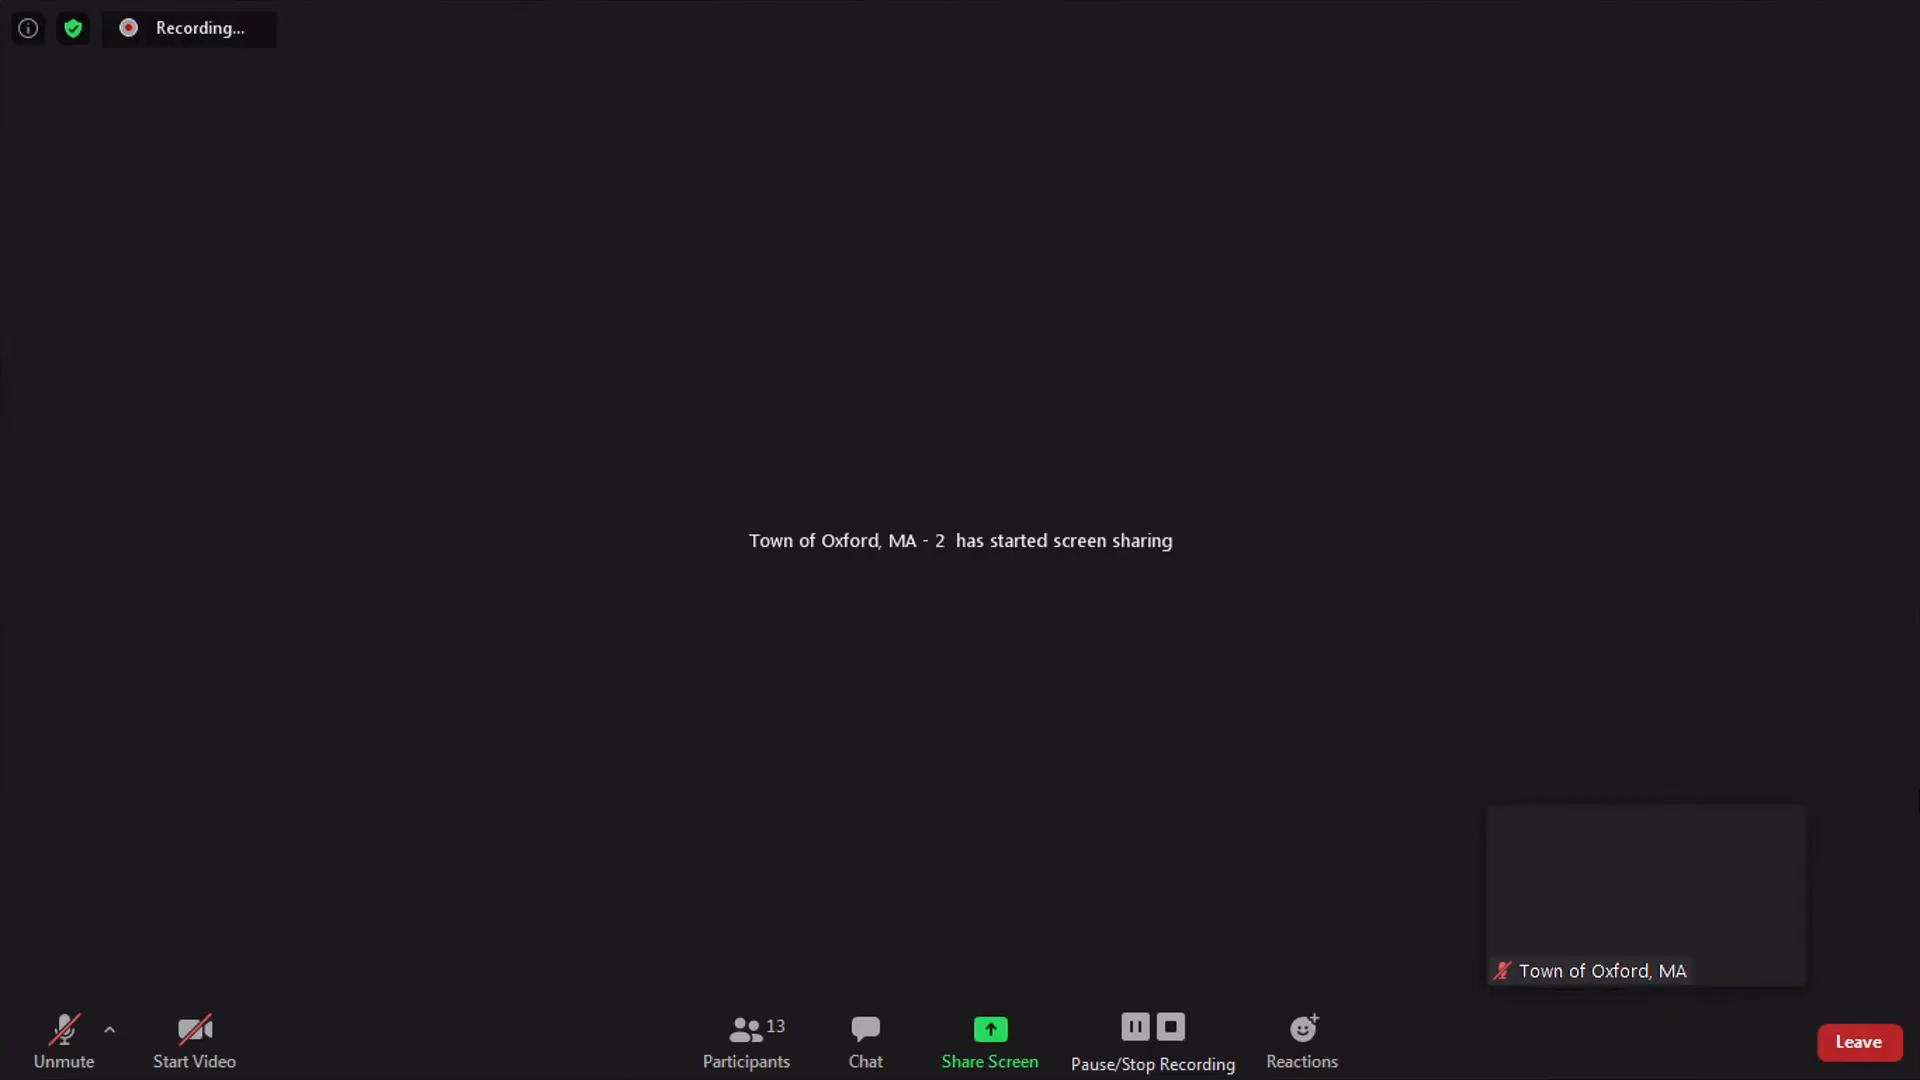 Recording...
Town of Oxford, MA - 2 has started screen sharing
Town of Oxford, MA
Unmute
Start Video
13
Participants
Chat
Share Screen
Pause/Stop Recording
Reactions
Leave